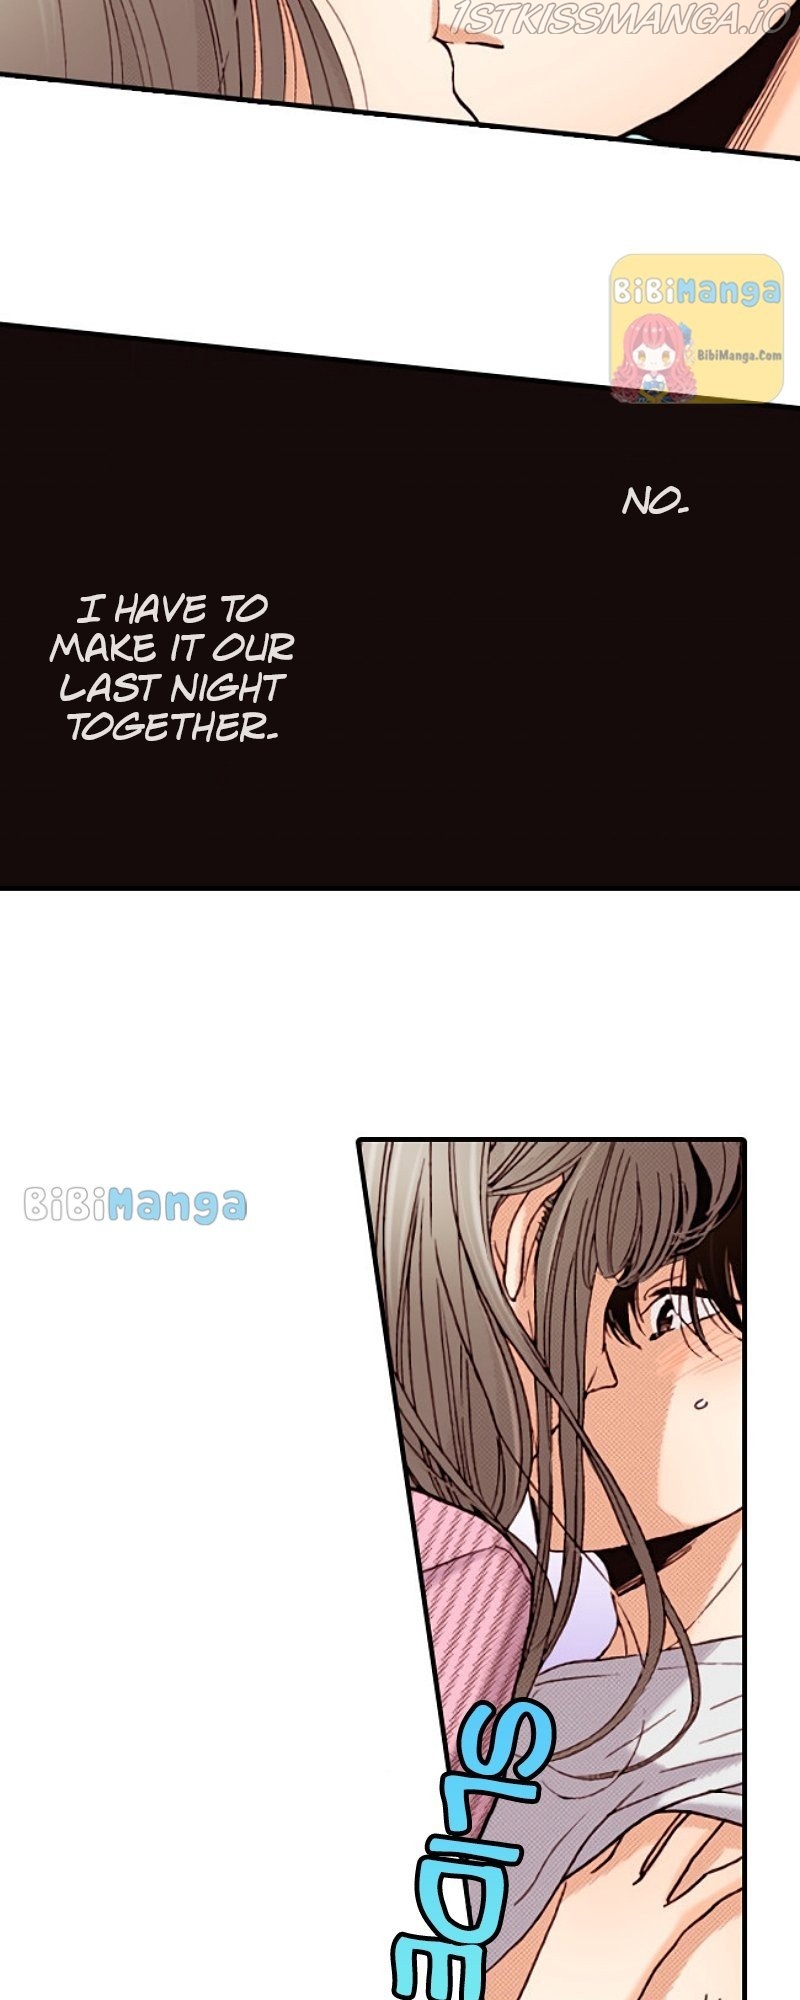 1STKISSMANGA.IO
BiBiManga
BibiManga.Com
NO.
I HAVE TO
MAKE IT OUR
LAST NIGHT
TOGETHER.
BiBiManga
SLIDE